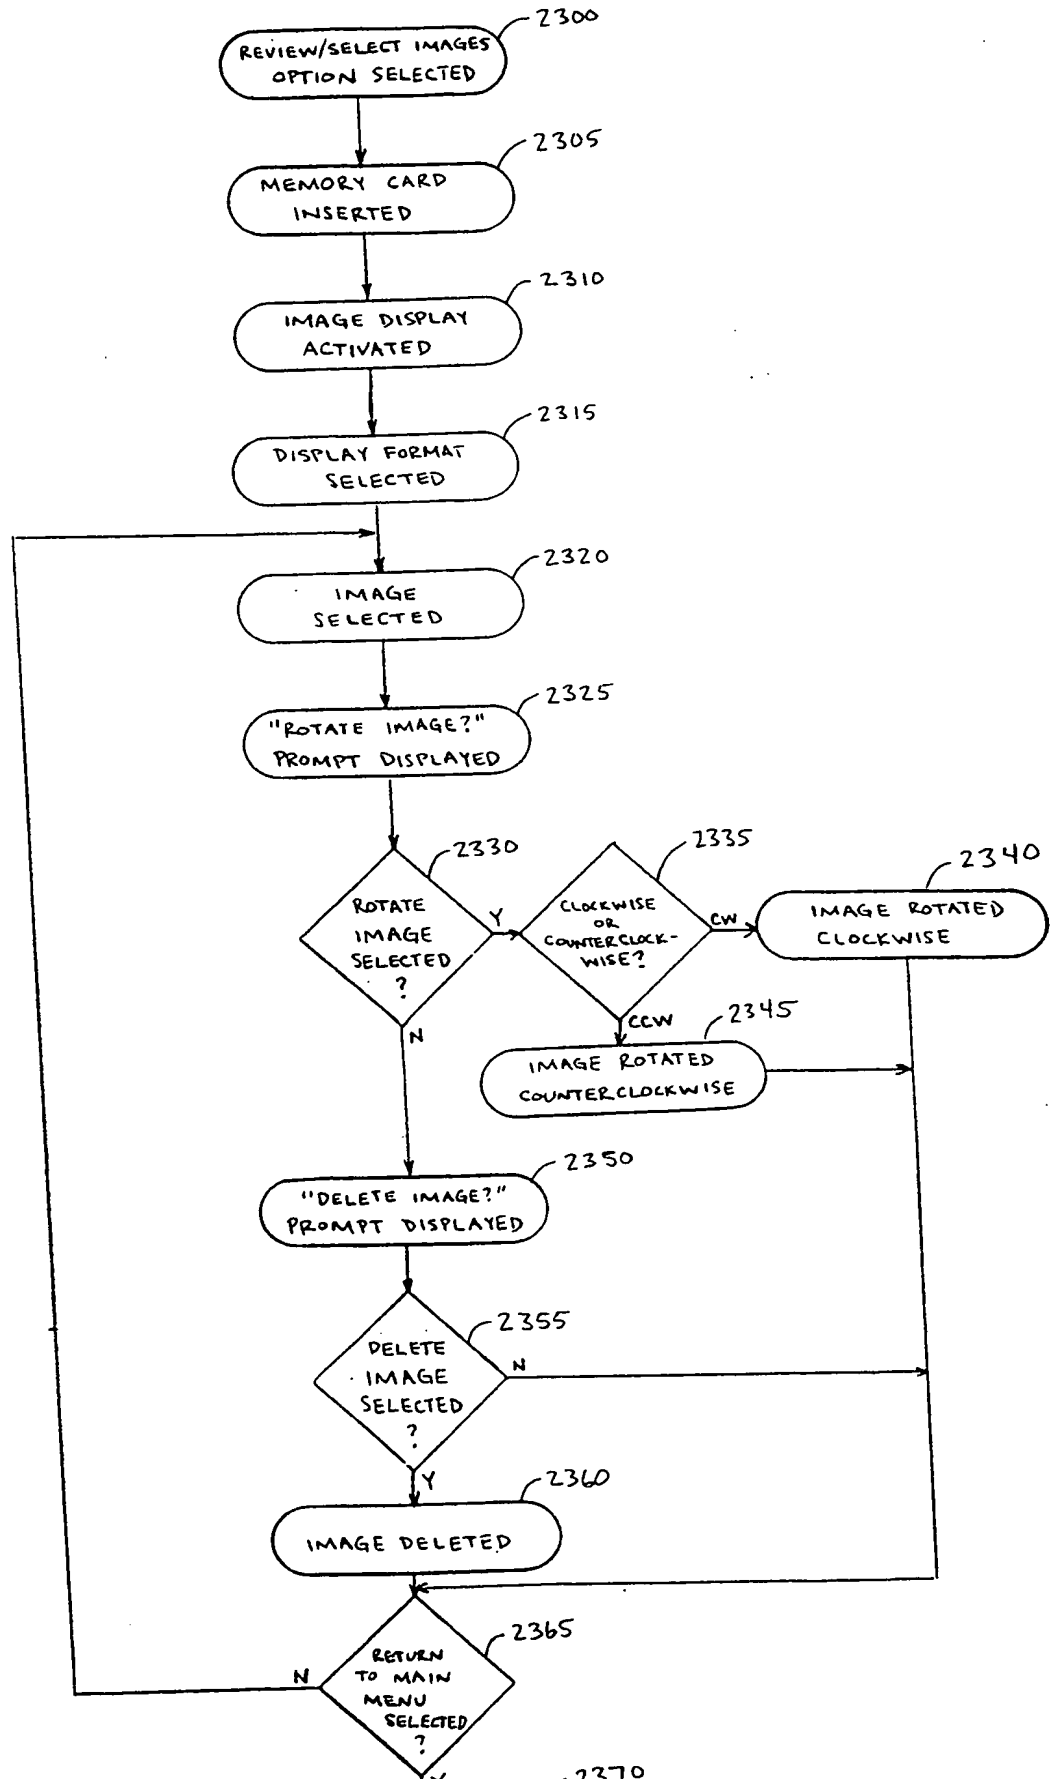 2300
REVIEW/SELECT IMAGES
OPTION SELECTED
2305
MEMORY CARD
INSERTED
2310
IMAGE DISPLAY
ACTIVATED
2315
DISPLAY FORMAT
SELECTED
2320
IMAGE
SELECTED
2325
"ROTATE IMAGE?"
PROMPT DISPLAYED
2330
ROTATE
IMAGE
SELECTED
?
Y
N
2335
CLOCKWISE
OR
COUNTERCLOCK-
WISE?
CW
CCW
2340
IMAGE ROTATED
CLOCKWISE
2345
IMAGE ROTATED
COUNTERCLOCKWISE
2350
"DELETE IMAGE?"
PROMPT DISPLAYED
2355
DELETE
IMAGE
SELECTED
?
N
Y
2360
IMAGE DELETED
2365
RETURN
TO MAIN
MENU
SELECTED
?
N
Y
2370